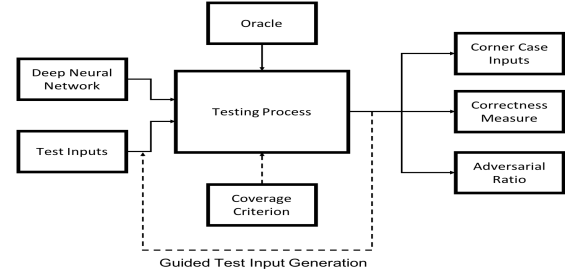 Oracle
Deep Neural
Network
Testing Process
Test Inputs
Coverage
Criterion
Corner Case
Inputs
Correctness
Measure
Adversarial
Ratio
Guided Test Input Generation